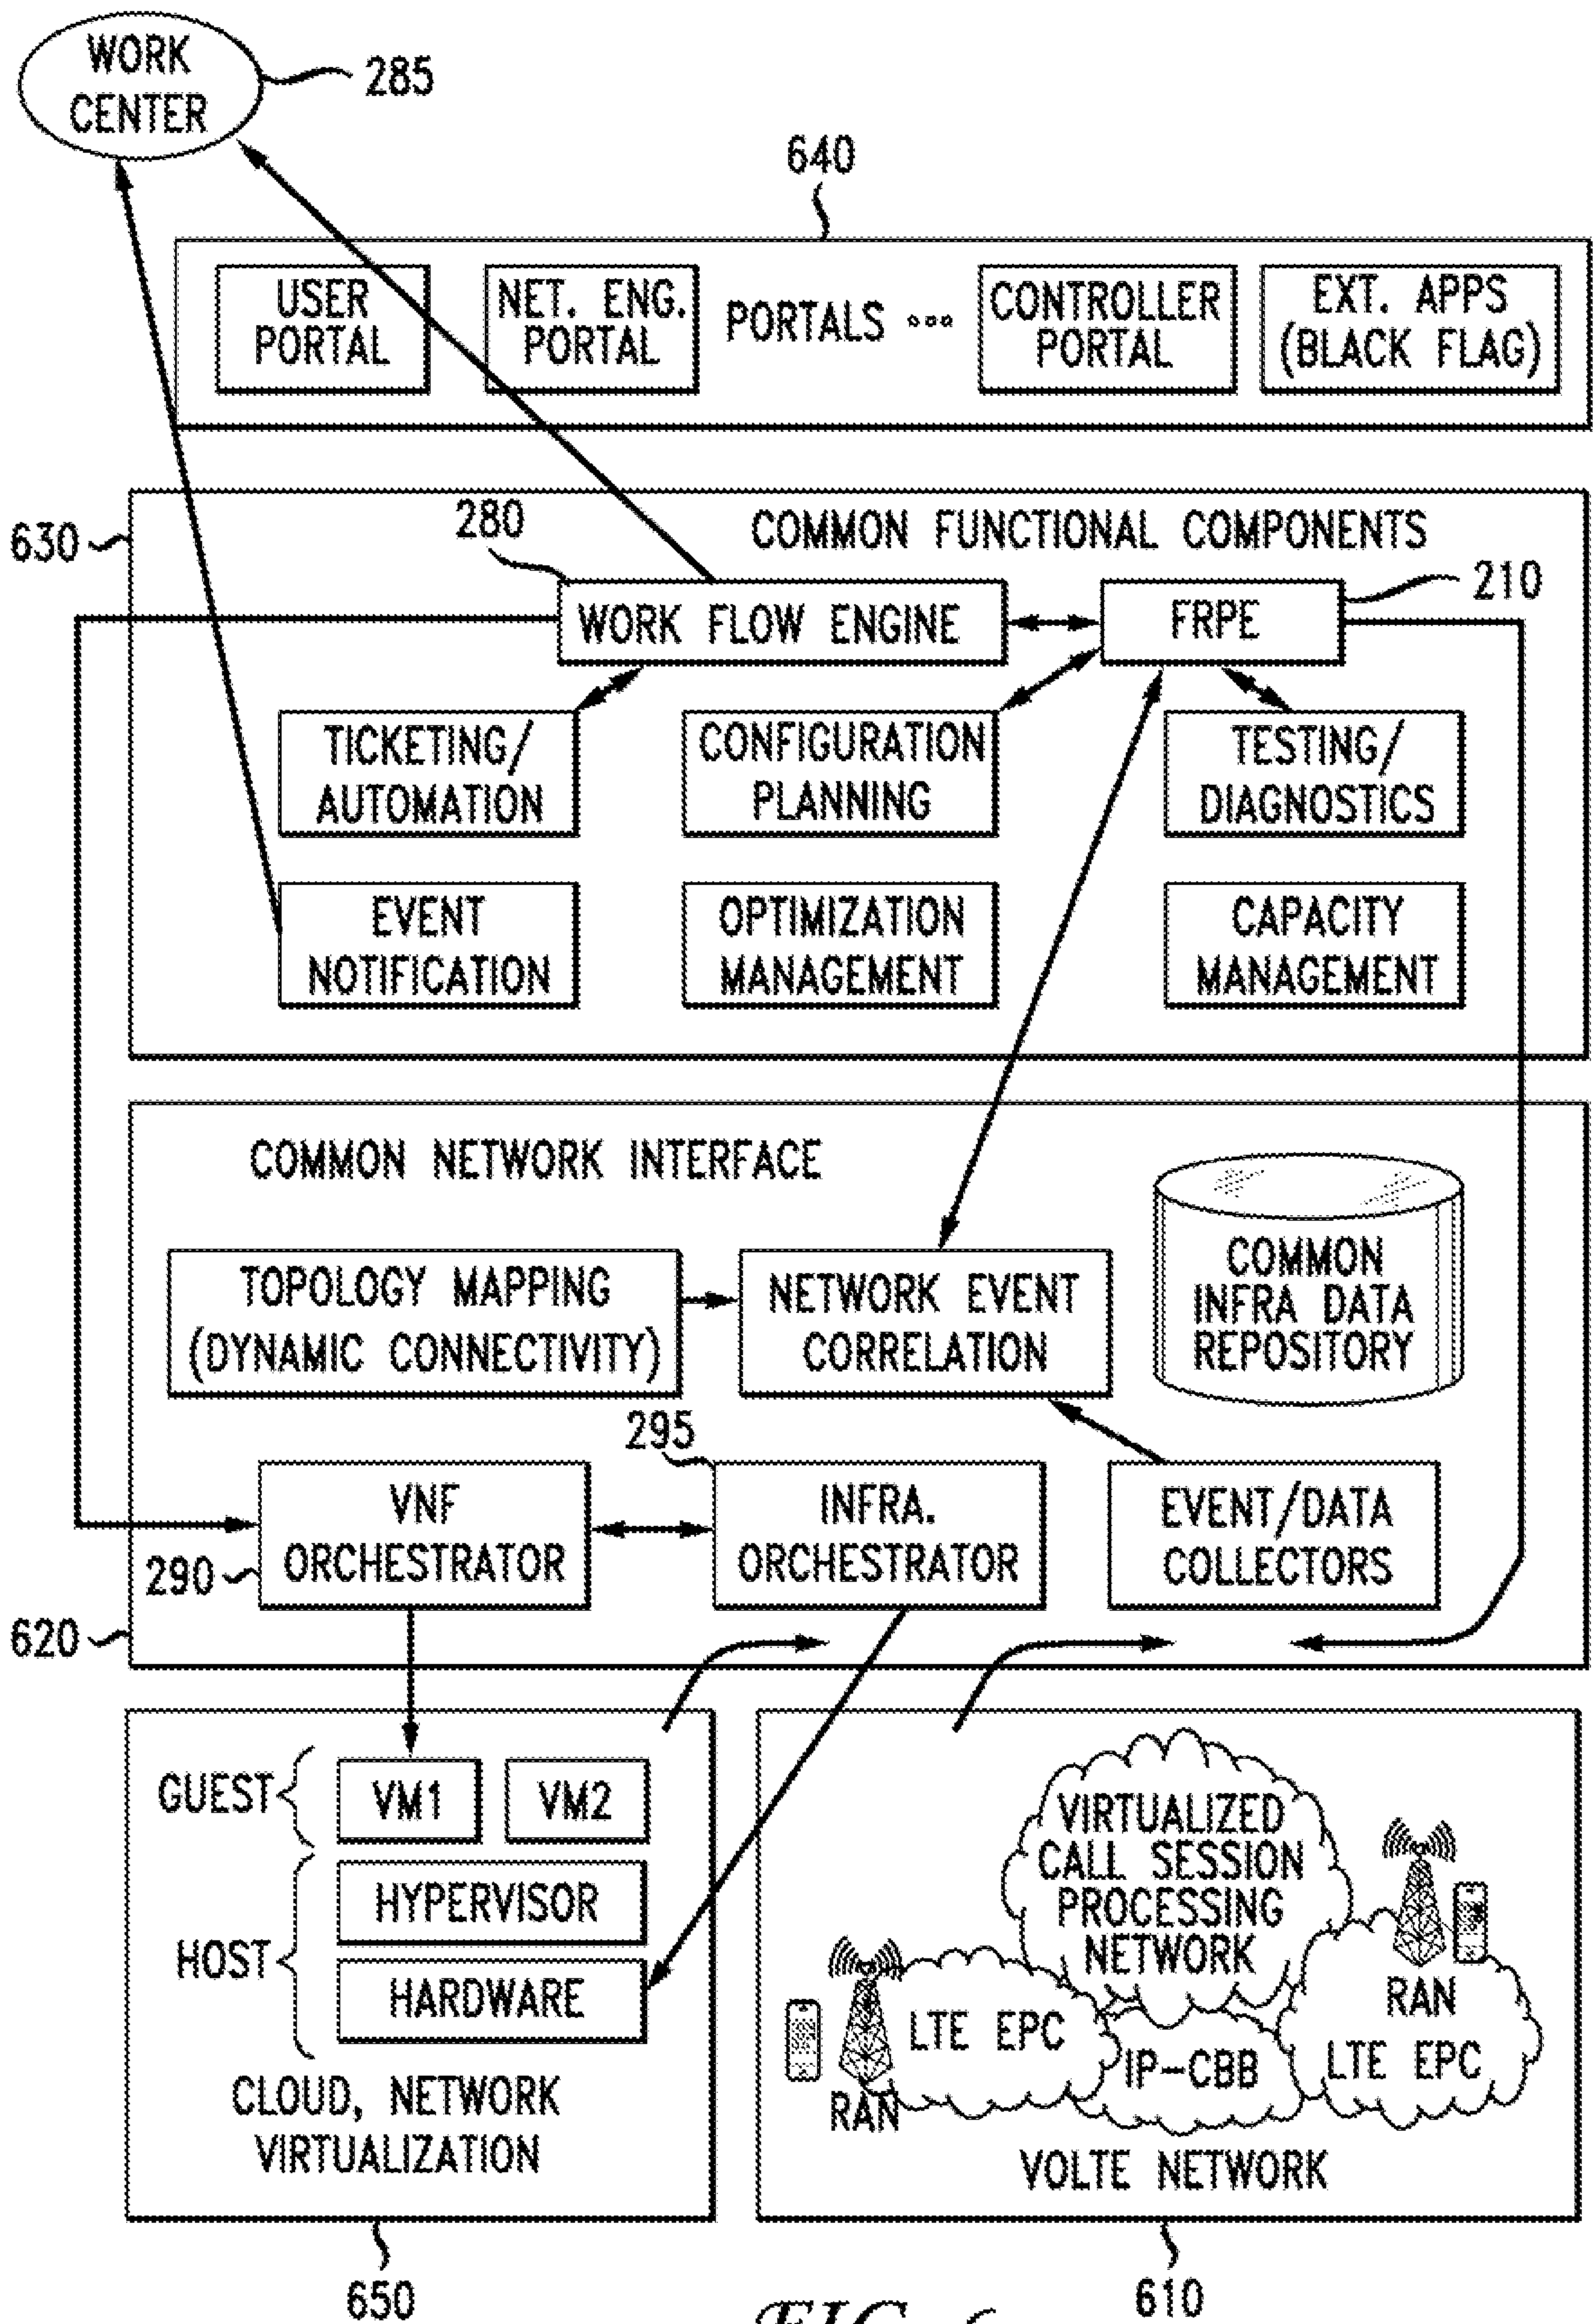 WORK
CENTER
285
640
USER
PORTAL
NET. ENG.
PORTAL
PORTALS ∘∘∘
CONTROLLER
PORTAL
EXT. APPS
(BLACK FLAG)
630
280
COMMON FUNCTIONAL COMPONENTS
210
WORK FLOW ENGINE
FRPE
TICKETING/
AUTOMATION
CONFIGURATION
PLANNING
TESTING/
DIAGNOSTICS
EVENT
NOTIFICATION
OPTIMIZATION
MANAGEMENT
CAPACITY
MANAGEMENT
COMMON NETWORK INTERFACE
TOPOLOGY MAPPING
(DYNAMIC CONNECTIVITY)
NETWORK EVENT
CORRELATION
COMMON
INFRA DATA
REPOSITORY
295
VNF
ORCHESTRATOR
INFRA.
ORCHESTRATOR
EVENT/DATA
COLLECTORS
290
620
GUEST
VM1
VM2
HOST
HYPERVISOR
HARDWARE
CLOUD, NETWORK
VIRTUALIZATION
VIRTUALIZED
CALL SESSION
PROCESSING
NETWORK
RAN
LTE EPC
LTE EPC
IP-CBB
RAN
VOLTE NETWORK
650
610